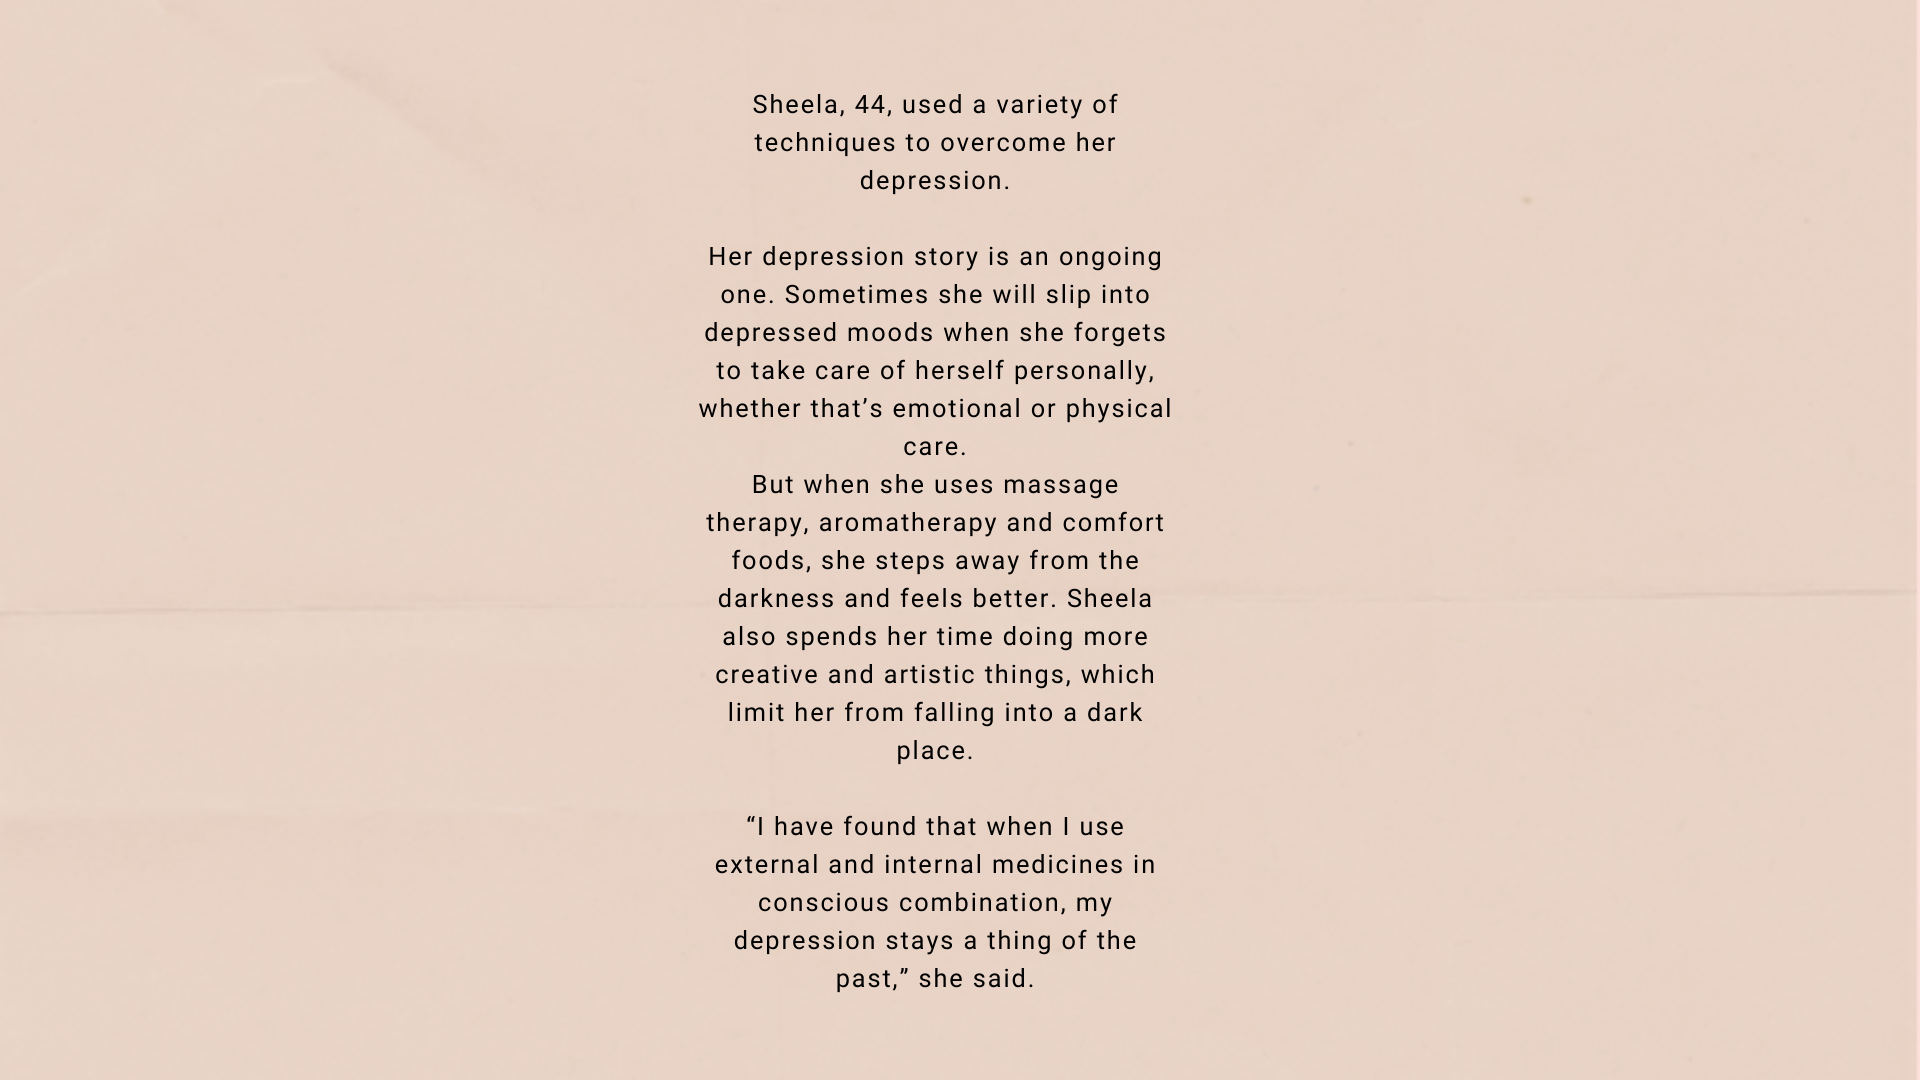 Sheela, 44, used a variety of
techniques to overcome her
depression.
Her depression story is an ongoing
one. Sometimes she will slip into
depressed moods when she forgets
to take care of herself personally,
whether that’s emotional or physical
care.
But when she uses massage
therapy, aromatherapy and comfort
foods, she steps away from the
darkness and feels better. Sheela
also spends her time doing more
creative and artistic things, which
limit her from falling into a dark
place.
“I have found that when I use
external and internal medicines in
conscious combination, my
depression stays a thing of the
past,” she said.